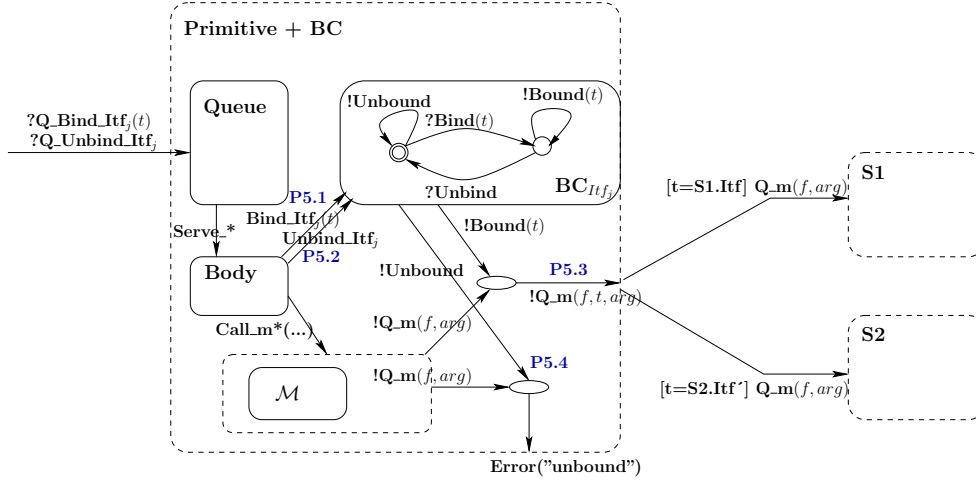 Primitive + BC
?Q_Bind_Itf_j(t)
?Q_Unbind_Itf_j
Queue
!Unbound
?Bind(t)
!Bound(t)
?Unbind
BC_{Itf_j}
P5.1
Bind_Itf_j(t)
Unbind_Itf_j
P5.2
Serve_*
Body
Call_m*(...)
ℳ
!Bound(t)
!Unbound
P5.3
!Q_m(f,t,arg)
!Q_m(f,arg)
P5.4
!Q_m(f,arg)
Error("unbound")
[t=S1.Itf] Q_m(f,arg)
S1
S2
[t=S2.Itf´] Q_m(f,arg)